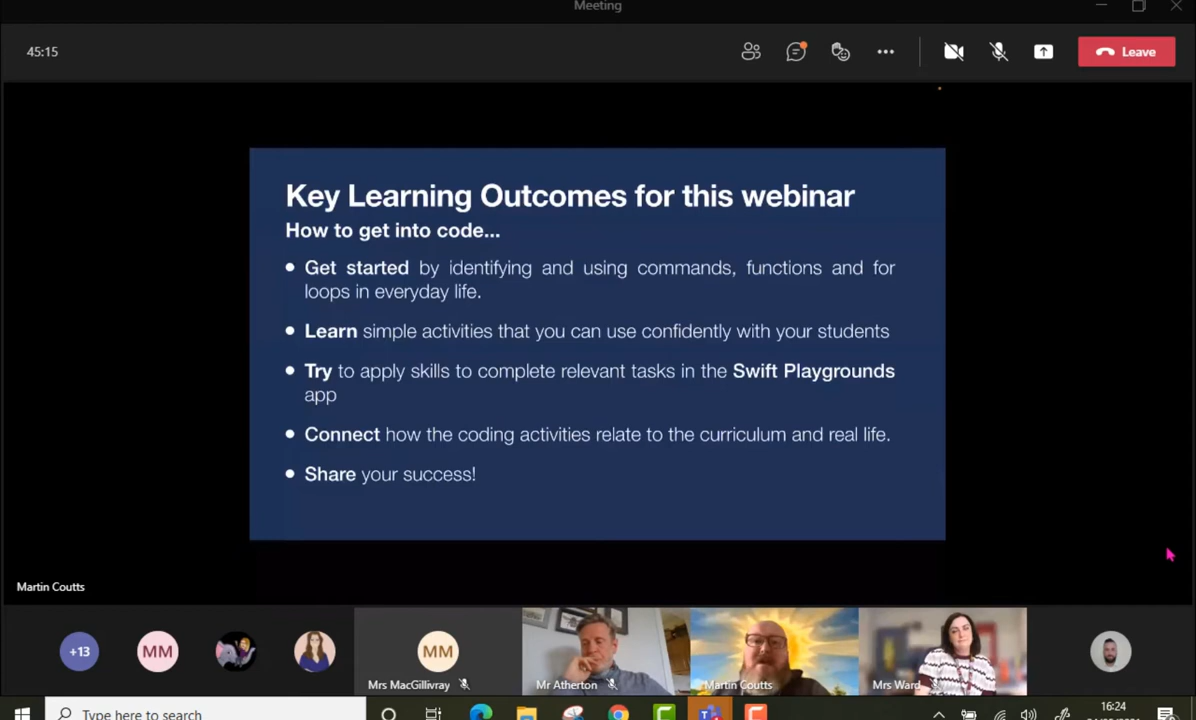 Meeting
45:15
Leave
Key Learning Outcomes for this webinar
How to get into code...
• Get started by identifying and using commands, functions and for
loops in everyday life.
• Learn simple activities that you can use confidently with your students
• Try to apply skills to complete relevant tasks in the Swift Playgrounds
app
• Connect how the coding activities relate to the curriculum and real life.
• Share your success!
Martin Coutts
+13
MM
MM
Mrs MacGillivray
Mr Atherton
Martin Coutts
Mrs Ward
Type here to search
16:24